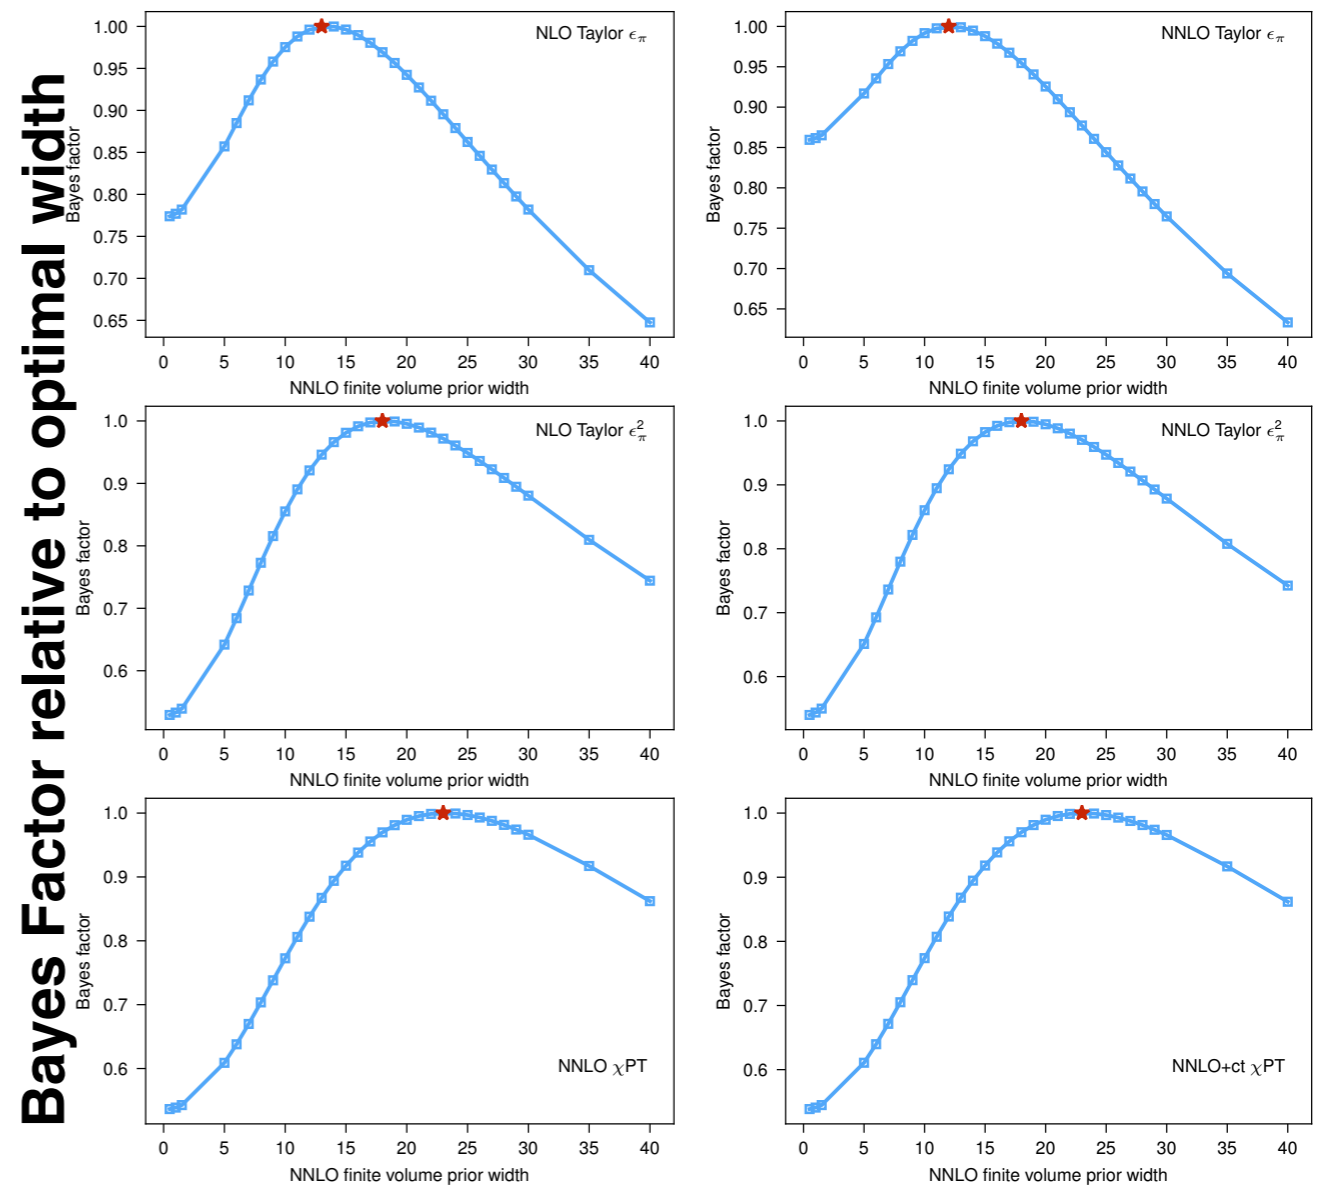 Bayes Factor relative to optimal width
NLO Taylor ϵπ
1.00
0.95
0.90
0.85
0.80
0.75
0.70
0.65
Bayes factor
0 5 10 15 20 25 30 35 40
NNLO finite volume prior width
NNLO Taylor ϵπ
1.00
0.95
0.90
0.85
0.80
0.75
0.70
0.65
Bayes factor
0 5 10 15 20 25 30 35 40
NNLO finite volume prior width
NLO Taylor ϵ²π
1.0
0.9
0.8
0.7
0.6
Bayes factor
0 5 10 15 20 25 30 35 40
NNLO finite volume prior width
NNLO Taylor ϵ²π
1.0
0.9
0.8
0.7
0.6
Bayes factor
0 5 10 15 20 25 30 35 40
NNLO finite volume prior width
1.0
0.9
0.8
0.7
0.6
Bayes factor
NNLO χPT
0 5 10 15 20 25 30 35 40
NNLO finite volume prior width
1.0
0.9
0.8
0.7
0.6
Bayes factor
NNLO+ct χPT
0 5 10 15 20 25 30 35 40
NNLO finite volume prior width